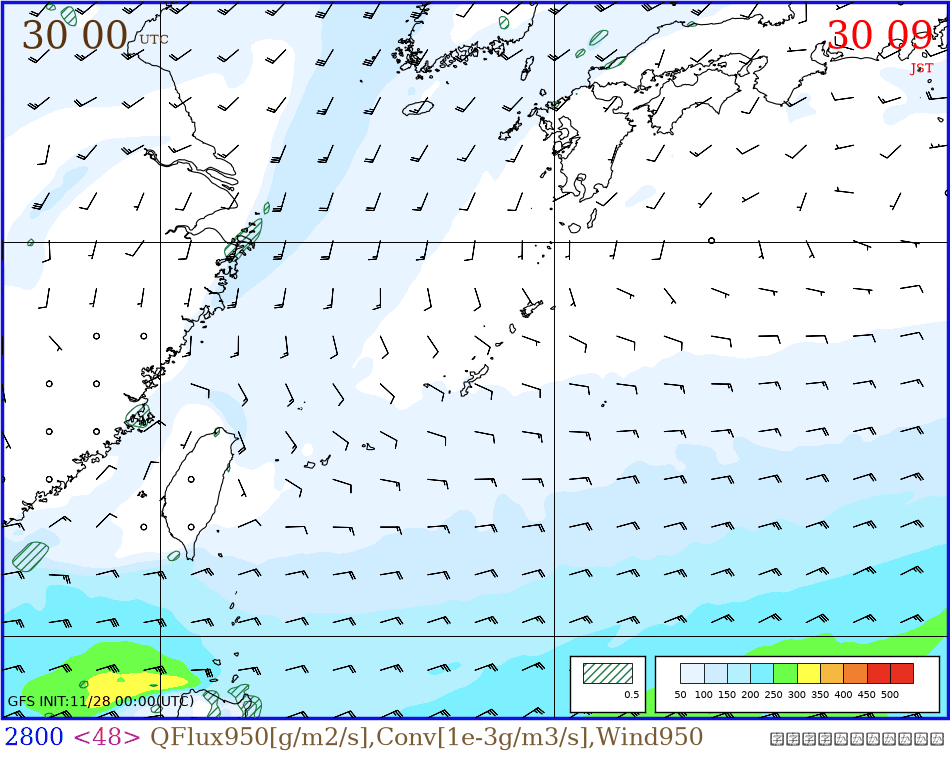 30 00 UTC
30 09
JST
0.5
50 100 150 200 250 300 350 400 450 500
GFS INIT:11/28 00:00(UTC)
2800 <48> QFlux950[g/m2/s],Conv[1e-3g/m3/s],Wind950